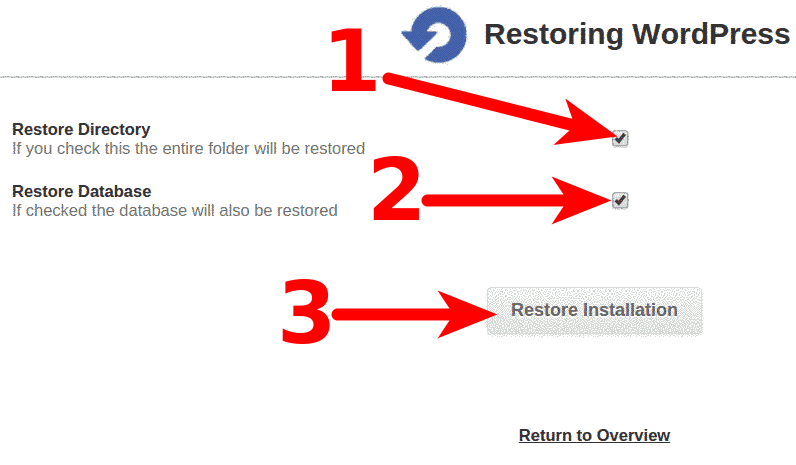 Restoring WordPress
1
Restore Directory
If you check this the entire folder will be restored
2
Restore Database
If checked the database will also be restored
3
Restore Installation
Return to Overview